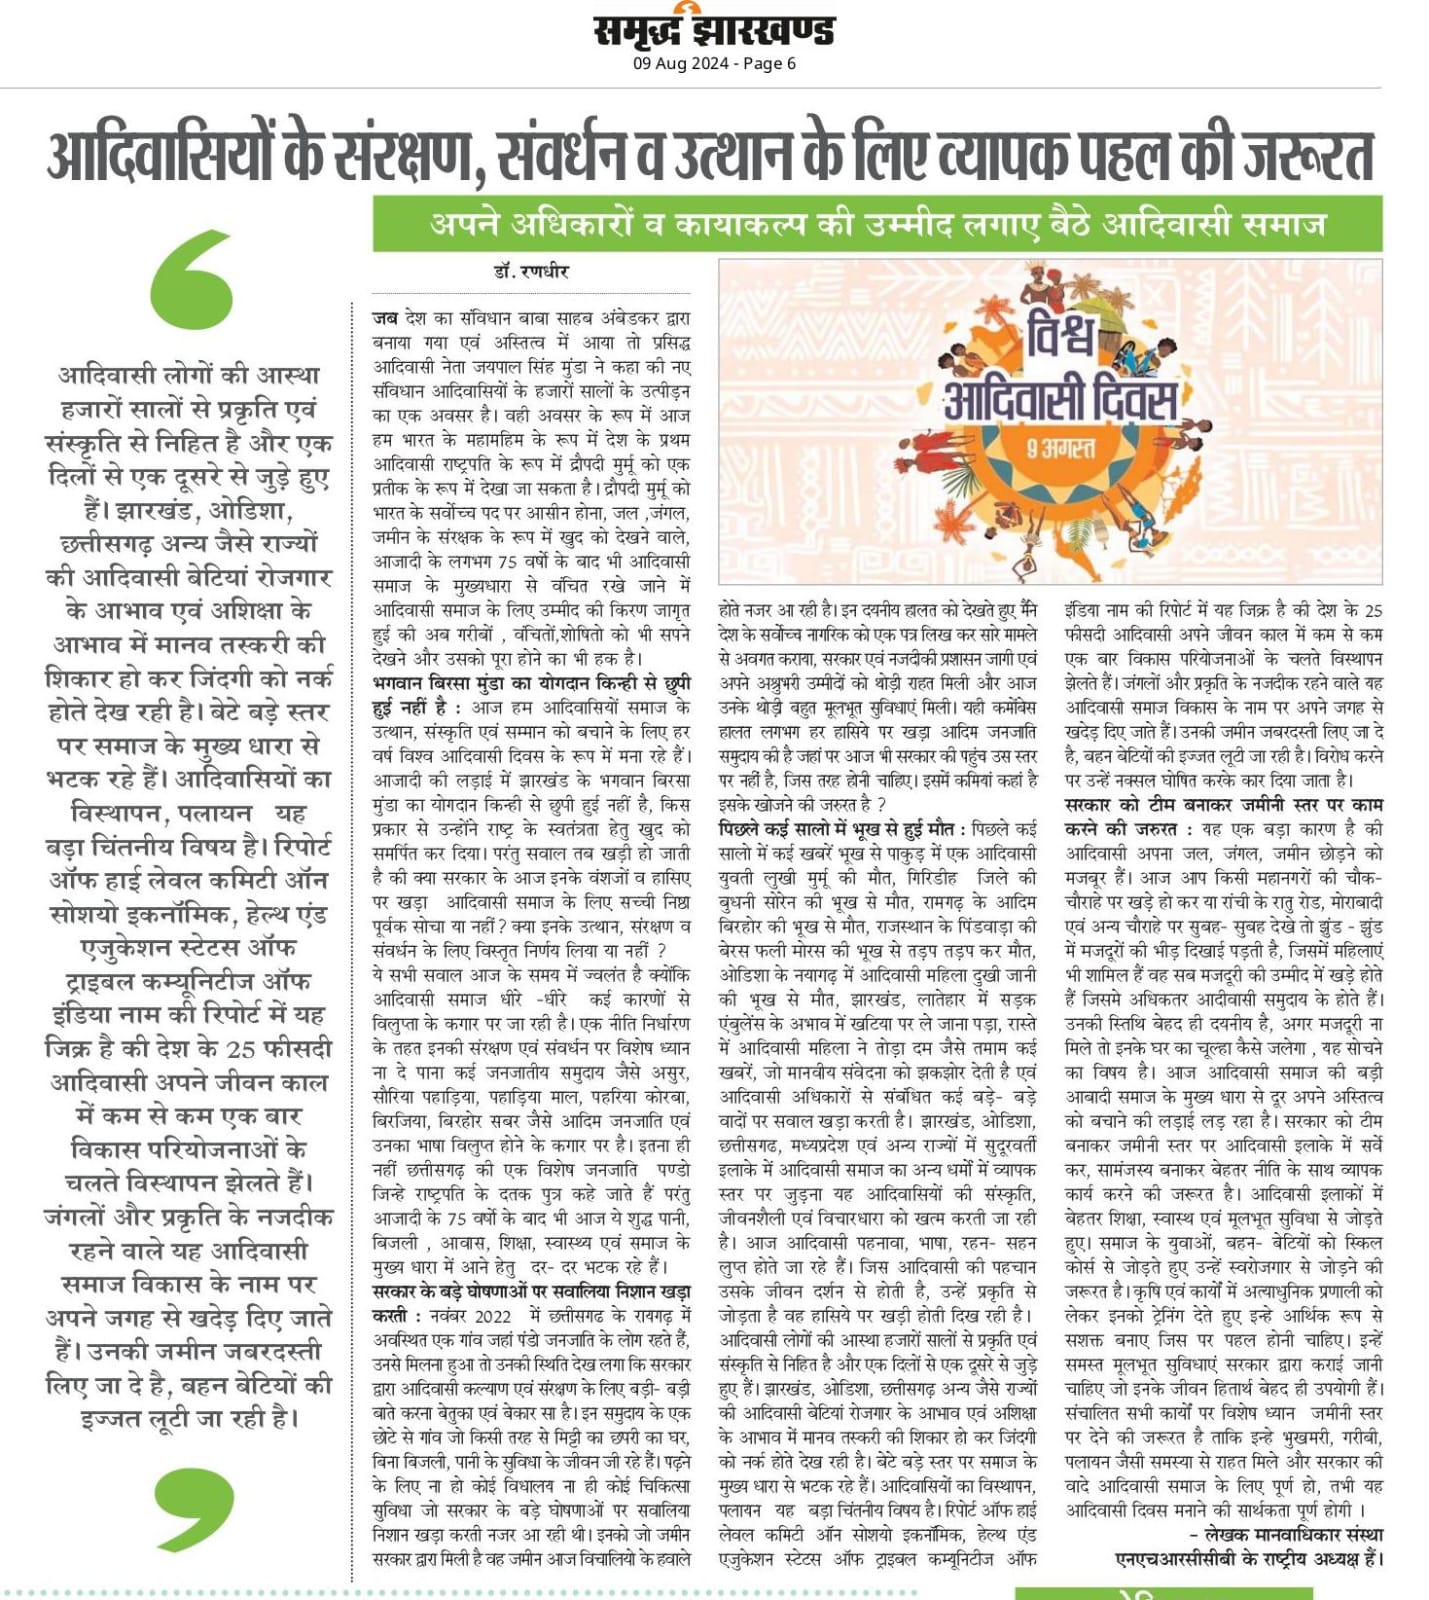 समृद्ध झारखण्ड
09 Aug 2024 - Page 6
आदिवासियों के संरक्षण, संवर्धन व उत्थान के लिए व्यापक पहल की जरूरत
अपने अधिकारों व कायाकल्प की उम्मीद लगाए बैठे आदिवासी समाज
आदिवासी लोगों की आस्था
हजारों सालों से प्रकृति एवं
संस्कृति से निहित है और एक
दिलों से एक दूसरे से जुड़े हुए
हैं। झारखंड, ओडिशा,
छत्तीसगढ़ अन्य जैसे राज्यों
की आदिवासी बेटियां रोजगार
के आभाव एवं अशिक्षा के
आभाव में मानव तस्करी की
शिकार हो कर जिंदगी को नर्क
होते देख रही है। बेटे बड़े स्तर
पर समाज के मुख्य धारा से
भटक रहे हैं। आदिवासियों का
विस्थापन, पलायन यह
बड़ा चिंतनीय विषय है। रिपोर्ट
ऑफ हाई लेवल कमिटी ऑन
सोशयो इकनॉमिक, हेल्थ एंड
एजुकेशन स्टेटस ऑफ
ट्राइबल कम्यूनिटीज ऑफ
इंडिया नाम की रिपोर्ट में यह
जिक्र है की देश के 25 फीसदी
आदिवासी अपने जीवन काल
में कम से कम एक बार
विकास परियोजनाओं के
चलते विस्थापन झेलते हैं।
जंगलों और प्रकृति के नजदीक
रहने वाले यह आदिवासी
समाज विकास के नाम पर
अपने जगह से खदेड़ दिए जाते
हैं। उनकी जमीन जबरदस्ती
लिए जा दे है, बहन बेटियों की
इज्जत लूटी जा रही है।
डॉ. रणधीर
जब देश का संविधान बाबा साहब अंबेडकर द्वारा
बनाया गया एवं अस्तित्व में आया तो प्रसिद्ध
आदिवासी नेता जयपाल सिंह मुंडा ने कहा की नए
संविधान आदिवासियों के हजारों सालों के उत्पीड़न
का एक अवसर है। वही अवसर के रूप में आज
हम भारत के महामहिम के रूप में देश के प्रथम
आदिवासी राष्ट्रपति के रूप में द्रौपदी मुर्मू को एक
प्रतीक के रूप में देखा जा सकता है। द्रौपदी मुर्मू को
भारत के सर्वोच्च पद पर आसीन होना, जल ,जंगल,
जमीन के संरक्षक के रूप में खुद को देखने वाले,
आजादी के लगभग 75 वर्षो के बाद भी आदिवासी
समाज के मुख्यधारा से वंचित रखे जाने में
आदिवासी समाज के लिए उम्मीद की किरण जागृत
हुई की अब गरीबों , वंचितों,शोषितो को भी सपने
देखने और उसको पूरा होने का भी हक है।
भगवान बिरसा मुंडा का योगदान किन्ही से छुपी
हुई नहीं है : आज हम आदिवासियों समाज के
उत्थान, संस्कृति एवं सम्मान को बचाने के लिए हर
वर्ष विश्व आदिवासी दिवस के रूप में मना रहे हैं।
आजादी की लड़ाई में झारखंड के भगवान बिरसा
मुंडा का योगदान किन्ही से छुपी हुई नहीं है, किस
प्रकार से उन्होंने राष्ट्र के स्वतंत्रता हेतु खुद को
समर्पित कर दिया। परंतु सवाल तब खड़ी हो जाती
है की क्या सरकार के आज इनके वंशजों व हासिए
पर खड़ा आदिवासी समाज के लिए सच्ची निष्ठा
पूर्वक सोचा या नहीं? क्या इनके उत्थान, संरक्षण व
संवर्धन के लिए विस्तृत निर्णय लिया या नहीं ?
ये सभी सवाल आज के समय में ज्वलंत है क्योंकि
आदिवासी समाज धीरे -धीरे कई कारणों से
विलुप्ता के कगार पर जा रही है। एक नीति निर्धारण
के तहत इनकी संरक्षण एवं संवर्धन पर विशेष ध्यान
ना दे पाना कई जनजातीय समुदाय जैसे असुर,
सौरिया पहाड़िया, पहाड़िया माल, पहरिया कोरबा,
बिरजिया, बिरहोर सबर जैसे आदिम जनजाति एवं
उनका भाषा विलुप्त होने के कगार पर है। इतना ही
नहीं छत्तीसगढ़ की एक विशेष जनजाति पण्डो
जिन्हे राष्ट्रपति के दतक पुत्र कहे जाते हैं परंतु
आजादी के 75 वर्षो के बाद भी आज ये शुद्ध पानी,
बिजली , आवास, शिक्षा, स्वास्थ्य एवं समाज के
मुख्य धारा में आने हेतु दर- दर भटक रहे हैं।
सरकार के बड़े घोषणाओं पर सवालिया निशान खड़ा
करती : नवंबर 2022 में छत्तीसगढ के रायगढ़ में
अवस्थित एक गांव जहां पंडो जनजाति के लोग रहते हैं,
उनसे मिलना हुआ तो उनकी स्थिति देख लगा कि सरकार
द्वारा आदिवासी कल्याण एवं संरक्षण के लिए बड़ी- बड़ी
बाते करना बेतुका एवं बेकार सा है। इन समुदाय के एक
छोटे से गांव जो किसी तरह से मिट्टी का छपरी का घर,
बिना बिजली, पानी के सुविधा के जीवन जी रहे हैं। पढ़ने
के लिए ना हो कोई विधालय ना ही कोई चिकित्सा
सुविधा जो सरकार के बड़े घोषणाओं पर सवालिया
निशान खड़ा करती नजर आ रही थी। इनको जो जमीन
सरकार द्वारा मिली है वह जमीन आज विचालियो के हवाले
विश्व
आदिवासी दिवस
9 अगस्त
होते नजर आ रही है। इन दयनीय हालत को देखते हुए मैंने
देश के सर्वोच्च नागरिक को एक पत्र लिख कर सारे मामले
से अवगत कराया, सरकार एवं नजदीकी प्रशासन जागी एवं
अपने अश्रुभरी उम्मीदों को थोड़ी राहत मिली और आज
उनके थोड़ी बहुत मूलभूत सुविधाएं मिली। यही कमोबेस
हालत लगभग हर हासिये पर खड़ा आदिम जनजाति
समुदाय की है जहां पर आज भी सरकार की पहुंच उस स्तर
पर नहीं है, जिस तरह होनी चाहिए। इसमें कमियां कहां है
इसके खोजने की जरुरत है ?
पिछले कई सालो में भूख से हुई मौत : पिछले कई
सालो में कई खबरें भूख से पाकुड़ में एक आदिवासी
युवती लुखी मुर्मू की मौत, गिरिडीह जिले की
बुधनी सोरेन की भूख से मौत, रामगढ़ के आदिम
बिरहोर की भूख से मौत, राजस्थान के पिंडवाड़ा की
बेरस फली मोरस की भूख से तड़प तड़प कर मौत,
ओडिशा के नयागढ़ में आदिवासी महिला दुखी जानी
की भूख से मौत, झारखंड, लातेहार में सड़क
एंबुलेंस के अभाव में खटिया पर ले जाना पड़ा, रास्ते
में आदिवासी महिला ने तोड़ा दम जैसे तमाम कई
खबरें, जो मानवीय संवेदना को झकझोर देती है एवं
आदिवासी अधिकारों से संबंधित कई बड़े- बड़े
वादों पर सवाल खड़ा करती है। झारखंड, ओडिशा,
छत्तीसगढ़, मध्यप्रदेश एवं अन्य राज्यों में सुदूरवर्ती
इलाके में आदिवासी समाज का अन्य धर्मों में व्यापक
स्तर पर जुड़ना यह आदिवासियों की संस्कृति,
जीवनशैली एवं विचारधारा को खत्म करती जा रही
है। आज आदिवासी पहनावा, भाषा, रहन- सहन
लुप्त होते जा रहे हैं। जिस आदिवासी की पहचान
उसके जीवन दर्शन से होती है, उन्हें प्रकृति से
जोड़ता है वह हासिये पर खड़ी होती दिख रही है।
आदिवासी लोगों की आस्था हजारों सालों से प्रकृति एवं
संस्कृति से निहित है और एक दिलों से एक दूसरे से जुड़े
हुए हैं। झारखंड, ओडिशा, छत्तीसगढ़ अन्य जैसे राज्यों
की आदिवासी बेटियां रोजगार के आभाव एवं अशिक्षा
के आभाव में मानव तस्करी की शिकार हो कर जिंदगी
को नर्क होते देख रही है। बेटे बड़े स्तर पर समाज के
मुख्य धारा से भटक रहे हैं। आदिवासियों का विस्थापन,
पलायन यह बड़ा चिंतनीय विषय है। रिपोर्ट ऑफ हाई
लेवल कमिटी ऑन सोशयो इकनॉमिक, हेल्थ एंड
एजुकेशन स्टेटस ऑफ ट्राइबल कम्यूनिटीज ऑफ
इंडिया नाम की रिपोर्ट में यह जिक्र है की देश के 25
फीसदी आदिवासी अपने जीवन काल में कम से कम
एक बार विकास परियोजनाओं के चलते विस्थापन
झेलते हैं। जंगलों और प्रकृति के नजदीक रहने वाले यह
आदिवासी समाज विकास के नाम पर अपने जगह से
खदेड़ दिए जाते हैं। उनकी जमीन जबरदस्ती लिए जा दे
है, बहन बेटियों की इज्जत लूटी जा रही है। विरोध करने
पर उन्हें नक्सल घोषित करके कार दिया जाता है।
सरकार को टीम बनाकर जमीनी स्तर पर काम
करने की जरुरत : यह एक बड़ा कारण है की
आदिवासी अपना जल, जंगल, जमीन छोड़ने को
मजबूर हैं। आज आप किसी महानगरों की चौक-
चौराहे पर खड़े हो कर या रांची के रातु रोड, मोराबादी
एवं अन्य चौराहे पर सुबह- सुबह देखे तो झुंड - झुंड
में मजदूरों की भीड़ दिखाई पड़ती है, जिसमें महिलाएं
भी शामिल हैं वह सब मजदूरी की उम्मीद में खड़े होते
हैं जिसमे अधिकतर आदीवासी समुदाय के होते हैं।
उनकी स्तिथि बेहद ही दयनीय है, अगर मजदूरी ना
मिले तो इनके घर का चूल्हा कैसे जलेगा , यह सोचने
का विषय है। आज आदिवासी समाज की बड़ी
आबादी समाज के मुख्य धारा से दूर अपने अस्तित्व
को बचाने की लड़ाई लड़ रहा है। सरकार को टीम
बनाकर जमीनी स्तर पर आदिवासी इलाके में सर्वे
कर, सामंजस्य बनाकर बेहतर नीति के साथ व्यापक
कार्य करने की जरूरत है। आदिवासी इलाकों में
बेहतर शिक्षा, स्वास्थ एवं मूलभूत सुविधा से जोड़ते
हुए। समाज के युवाओं, बहन- बेटियों को स्किल
कोर्स से जोड़ते हुए उन्हें स्वरोजगार से जोड़ने की
जरूरत है। कृषि एवं कार्यों में अत्याधुनिक प्रणाली को
लेकर इनको ट्रेनिंग देते हुए इन्हें आर्थिक रूप से
सशक्त बनाए जिस पर पहल होनी चाहिए। इन्हें
समस्त मूलभूत सुविधाएं सरकार द्वारा कराई जानी
चाहिए जो इनके जीवन हितार्थ बेहद ही उपयोगी हैं।
संचालित सभी कार्यों पर विशेष ध्यान जमीनी स्तर
पर देने की जरूरत है ताकि इन्हे भुखमरी, गरीबी,
पलायन जैसी समस्या से राहत मिले और सरकार की
वादे आदिवासी समाज के लिए पूर्ण हो, तभी यह
आदिवासी दिवस मनाने की सार्थकता पूर्ण होगी ।
- लेखक मानवाधिकार संस्था
एनएचआरसीसीबी के राष्ट्रीय अध्यक्ष हैं।